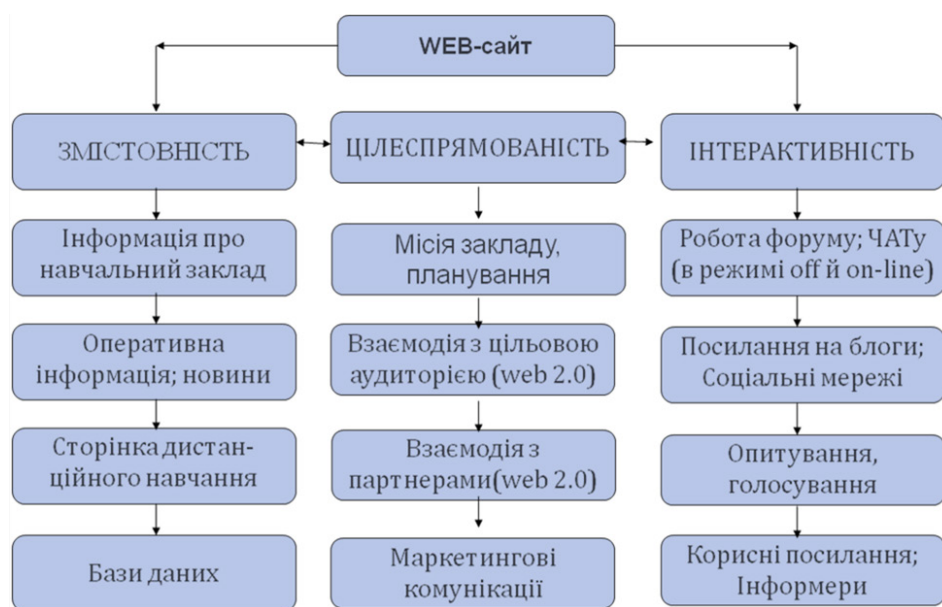 WEB-сайт
ЗМІСТОВНІСТЬ
ЦІЛЕСПРЯМОВАНІСТЬ
ІНТЕРАКТИВНІСТЬ
Інформація про
навчальний заклад
Місія закладу,
планування
Робота форуму; ЧАТу
(в режимі off й on-line)
Оперативна
інформація; новини
Взаємодія з цільовою
аудиторією (web 2.0)
Посилання на блоги;
Соціальні мережі
Сторінка дистан-
ційного навчання
Взаємодія з
партнерами(web 2.0)
Опитування,
голосування
Бази даних
Маркетингові
комунікації
Корисні посилання;
Інформери